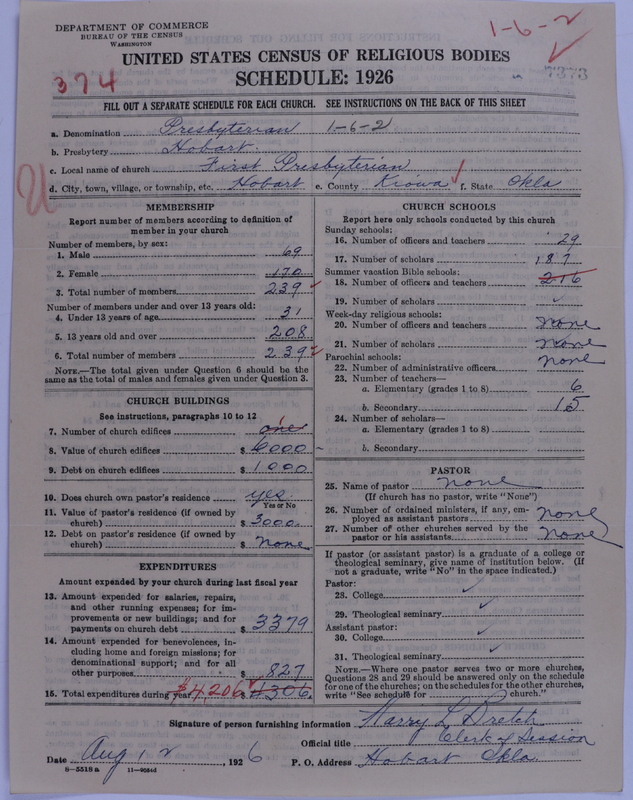 DEPARTMENT OF COMMERCE
BUREAU OF THE CENSUS
WASHINGTON
1-6-2
UNITED STATES CENSUS OF RELIGIOUS BODIES
374
SCHEDULE: 1926
7373
FILL OUT A SEPARATE SCHEDULE FOR EACH CHURCH. SEE INSTRUCTIONS ON THE BACK OF THIS SHEET
a. Denomination Presbyterian 1-6-2
b. Presbytery Hobart
c. Local name of church First Presbyterian
d. City, town, village, or township, etc. Hobart e. County Kiowa f. State Okla
MEMBERSHIP
Report number of members according to definition of member in your church
Number of members, by sex:
1. Male 69
2. Female 170
3. Total number of members 239
Number of members under and over 13 years old:
4. Under 13 years of age 31
5. 13 years old and over 208
6. Total number of members 239
NOTE.—The total given under Question 6 should be the same as the total of males and females given under Question 3.
CHURCH BUILDINGS
See instructions, paragraphs 10 to 12
7. Number of church edifices one 1
8. Value of church edifices $ 6000
9. Debt on church edifices $ 1000
10. Does church own pastor's residence yes
Yes or No
11. Value of pastor's residence (if owned by church) $ 3000
12. Debt on pastor's residence (if owned by church) $ None
EXPENDITURES
Amount expended by your church during last fiscal year
13. Amount expended for salaries, repairs, and other running expenses; for improvements or new buildings; and for payments on church debt $ 3379
14. Amount expended for benevolences, including home and foreign missions; for denominational support; and for all other purposes $ 827
15. Total expenditures during year $4,206 $ 4306
CHURCH SCHOOLS
Report here only schools conducted by this church
Sunday schools:
16. Number of officers and teachers 29
17. Number of scholars 187
Summer vacation Bible schools:
18. Number of officers and teachers 216
19. Number of scholars
Week-day religious schools:
20. Number of officers and teachers none
21. Number of scholars none
Parochial schools:
22. Number of administrative officers none
23. Number of teachers—
a. Elementary (grades 1 to 8) 6
b. Secondary 15
24. Number of scholars—
a. Elementary (grades 1 to 8)
b. Secondary
PASTOR
25. Name of pastor none
(If church has no pastor, write "None")
26. Number of ordained ministers, if any, employed as assistant pastors none
27. Number of other churches served by the pastor or his assistants none
If pastor (or assistant pastor) is a graduate of a college or theological seminary, give name of institution below. (If not a graduate, write "No" in the space indicated.)
Pastor:
28. College
29. Theological seminary
Assistant pastor:
30. College
31. Theological seminary
NOTE.—Where one pastor serves two or more churches, Questions 28 and 29 should be answered only on the schedule for one of the churches; on the schedules for the other churches, write "See schedule for ( ) church."
Signature of person furnishing information Harry L
Official title Clerk of Session
Date Aug 12, 1926 P. O. Address Hobart Okla.
8-5518 a